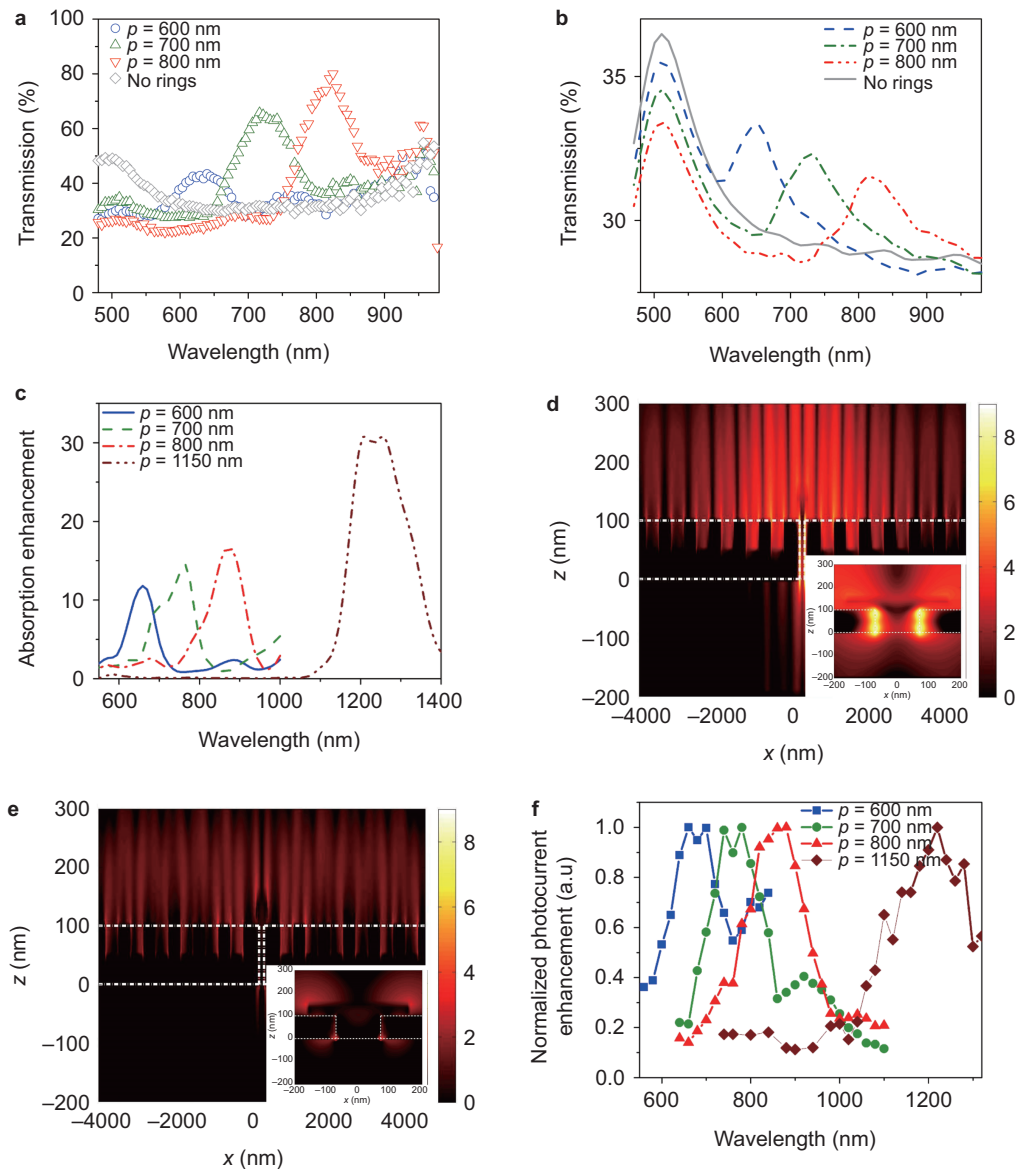 a
p = 600 nm
p = 700 nm
p = 800 nm
No rings
100
80
60
40
20
0
Transmission (%)
500 600 700 800 900
Wavelength (nm)
b
p = 600 nm
p = 700 nm
p = 800 nm
No rings
35
30
Transmission (%)
500 600 700 800 900
Wavelength (nm)
c
p = 600 nm
p = 700 nm
p = 800 nm
p = 1150 nm
30
20
10
0
Absorption enhancement
600 800 1000 1200 1400
Wavelength (nm)
d
300
200
100
0
–100
–200
z (nm)
–4000 –2000 0 2000 4000
x (nm)
8
6
4
2
0
300
200
100
0
–100
–200
z (nm)
–200 –100 0 100 200
x (nm)
e
300
200
100
0
–100
–200
z (nm)
–4000 –2000 0 2000 4000
x (nm)
8
6
4
2
0
300
200
100
0
–100
–200
z (nm)
–200 –100 0 100 200
x (nm)
f
p = 600 nm
p = 700 nm
p = 800 nm
p = 1150 nm
1.0
0.8
0.6
0.4
0.2
0.0
Normalized photocurrent
enhancement (a.u)
600 800 1000 1200
Wavelength (nm)